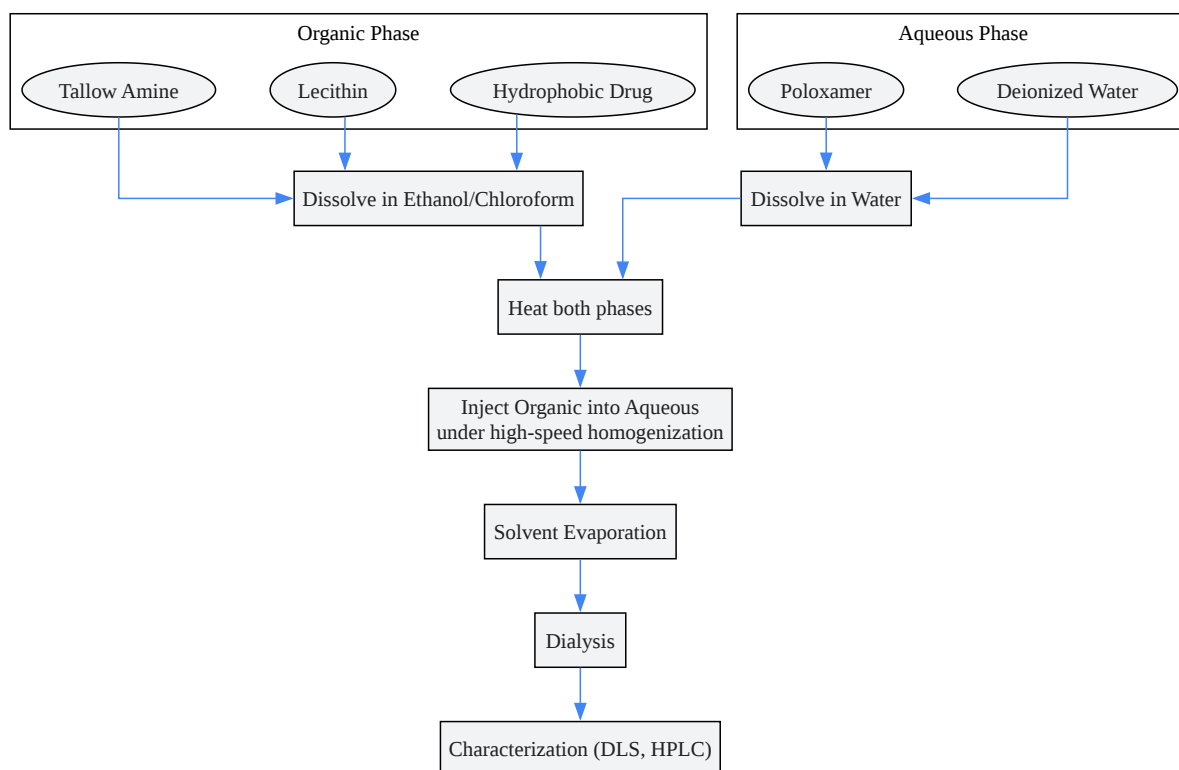 Organic Phase
Aqueous Phase
Tallow Amine
Lecithin
Hydrophobic Drug
Poloxamer
Deionized Water
Dissolve in Ethanol/Chloroform
Dissolve in Water
Heat both phases
Inject Organic into Aqueous
under high-speed homogenization
Solvent Evaporation
Dialysis
Characterization (DLS, HPLC)